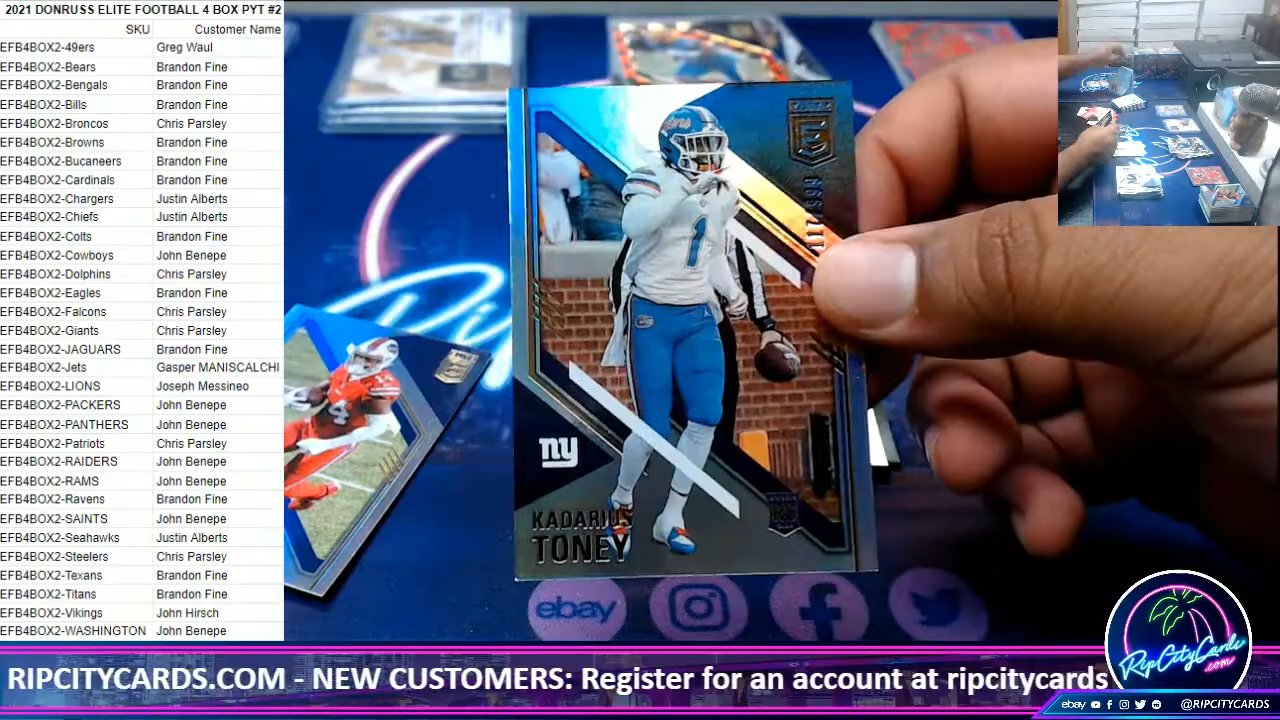 2021 DONRUSS ELITE FOOTBALL 4 BOX PYT #2
SKU Customer Name
EFB4BOX2-49ers Greg Waul
EFB4BOX2-Bears Brandon Fine
EFB4BOX2-Bengals Brandon Fine
EFB4BOX2-Bills Brandon Fine
EFB4BOX2-Broncos Chris Parsley
EFB4BOX2-Browns Brandon Fine
EFB4BOX2-Bucaneers Brandon Fine
EFB4BOX2-Cardinals Brandon Fine
EFB4BOX2-Chargers Justin Alberts
EFB4BOX2-Chiefs Justin Alberts
EFB4BOX2-Colts Brandon Fine
EFB4BOX2-Cowboys John Benepe
EFB4BOX2-Dolphins Chris Parsley
EFB4BOX2-Eagles Brandon Fine
EFB4BOX2-Falcons Chris Parsley
EFB4BOX2-Giants Chris Parsley
EFB4BOX2-JAGUARS Brandon Fine
EFB4BOX2-Jets Gasper MANISCALCHI
EFB4BOX2-LIONS Joseph Messineo
EFB4BOX2-PACKERS John Benepe
EFB4BOX2-PANTHERS John Benepe
EFB4BOX2-Patriots Chris Parsley
EFB4BOX2-RAIDERS John Benepe
EFB4BOX2-RAMS John Benepe
EFB4BOX2-Ravens Brandon Fine
EFB4BOX2-SAINTS John Benepe
EFB4BOX2-Seahawks Justin Alberts
EFB4BOX2-Steelers Chris Parsley
EFB4BOX2-Texans Brandon Fine
EFB4BOX2-Titans Brandon Fine
EFB4BOX2-Vikings John Hirsch
EFB4BOX2-WASHINGTON John Benepe
ELITE
E
1
ny
KADARIUS
TONEY
ebay
RIPCITYCARDS.COM - NEW CUSTOMERS: Register for an account at ripcitycards
RipCityCards
.com
ebay @RIPCITYCARDS